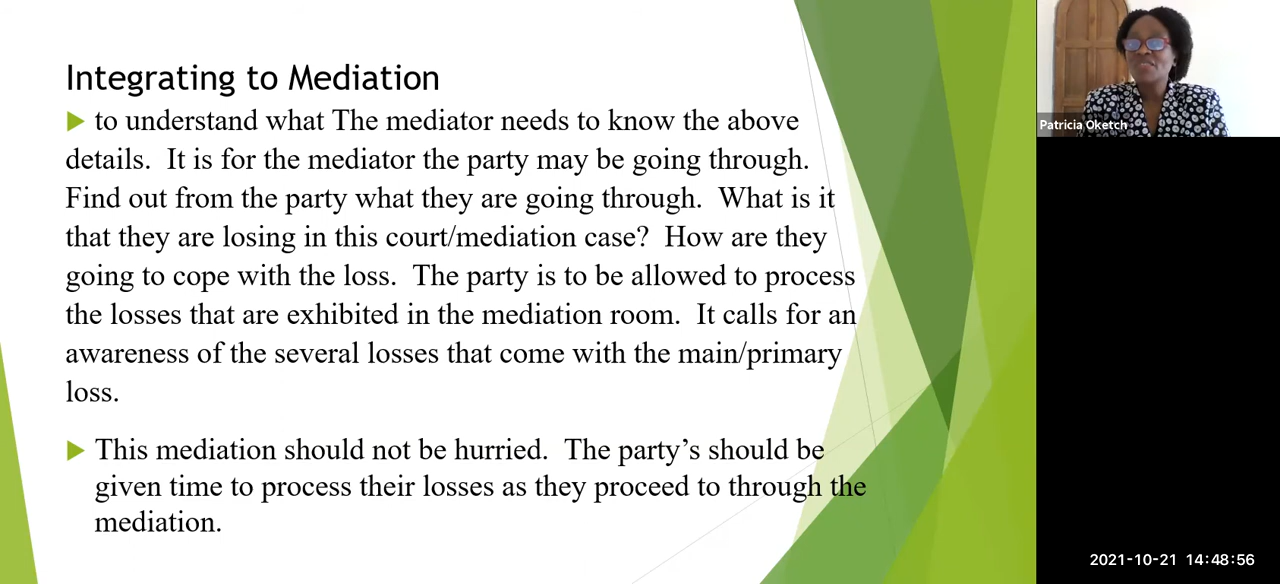 Integrating to Mediation
to understand what The mediator needs to know the above
details.  It is for the mediator the party may be going through.
Find out from the party what they are going through.  What is it
that they are losing in this court/mediation case?  How are they
going to cope with the loss.  The party is to be allowed to process
the losses that are exhibited in the mediation room.  It calls for an
awareness of the several losses that come with the main/primary
loss.
This mediation should not be hurried.  The party’s should be
given time to process their losses as they proceed to through the
mediation.
Patricia Oketch
2021-10-21 14:48:56